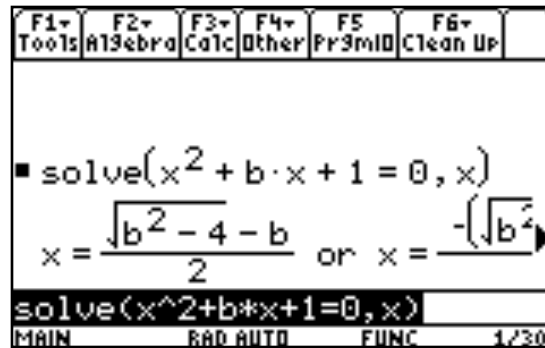 F1▾ F2▾ F3▾ F4▾ F5 F6▾
Tools Algebra Calc Other PrgmIO Clean Up
▪ solve(x² + b·x + 1 = 0, x)
x = (√(b² - 4) - b)/2 or x = -(√b²
solve(x^2+b*x+1=0,x)
MAIN RAD AUTO FUNC 1/30